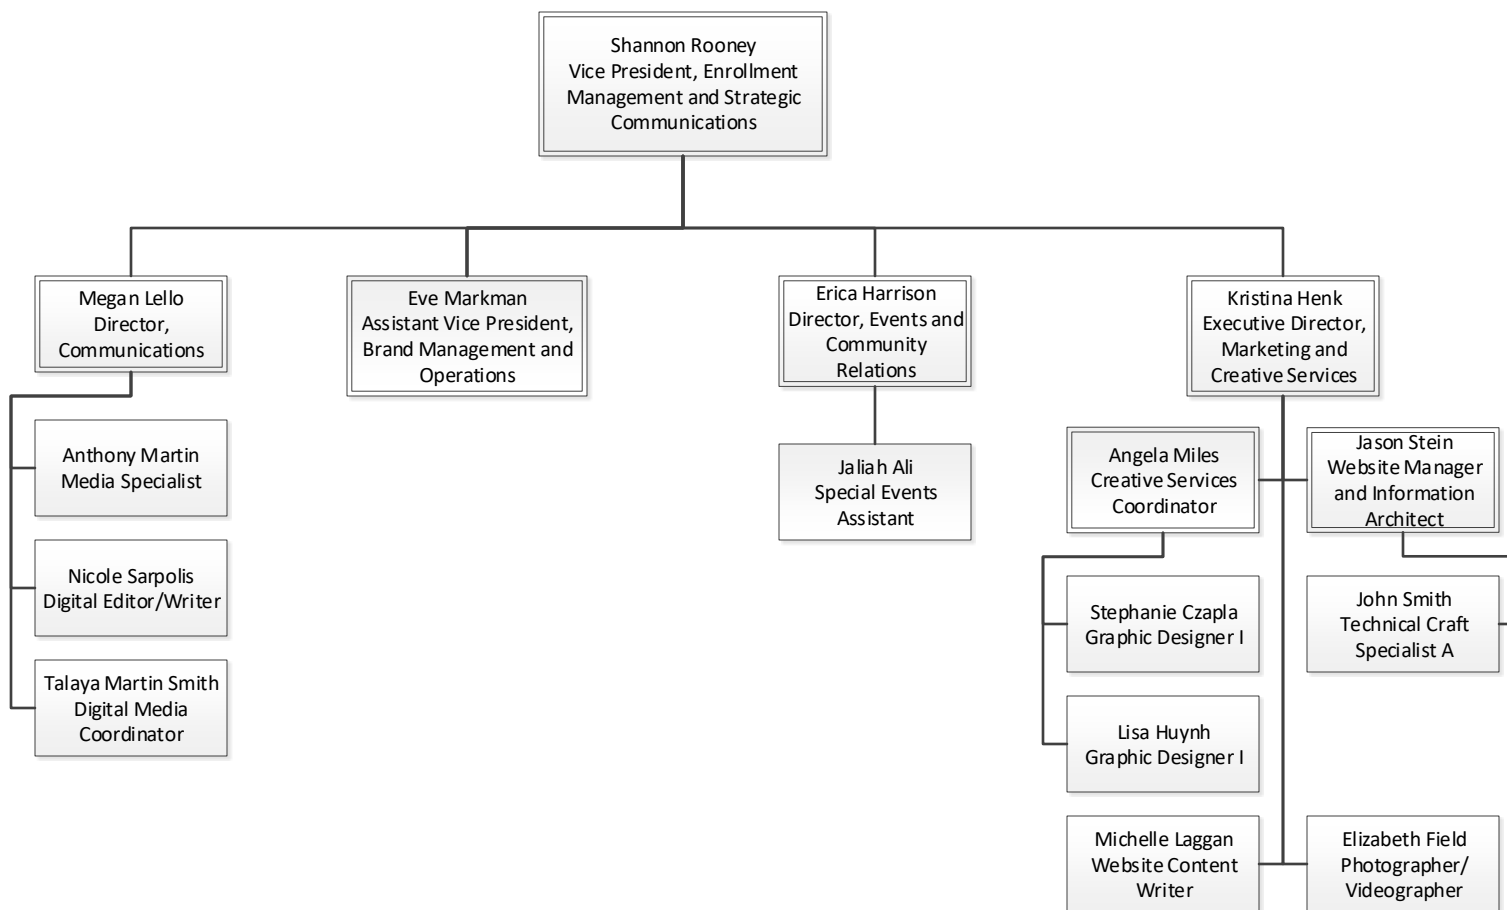 Shannon Rooney
Vice President, Enrollment
Management and Strategic
Communications
Megan Lello
Director,
Communications
Eve Markman
Assistant Vice President,
Brand Management and
Operations
Erica Harrison
Director, Events and
Community
Relations
Kristina Henk
Executive Director,
Marketing and
Creative Services
Anthony Martin
Media Specialist
Nicole Sarpolis
Digital Editor/Writer
Talaya Martin Smith
Digital Media
Coordinator
Jaliah Ali
Special Events
Assistant
Angela Miles
Creative Services
Coordinator
Jason Stein
Website Manager
and Information
Architect
Stephanie Czapla
Graphic Designer I
John Smith
Technical Craft
Specialist A
Lisa Huynh
Graphic Designer I
Michelle Laggan
Website Content
Writer
Elizabeth Field
Photographer/
Videographer